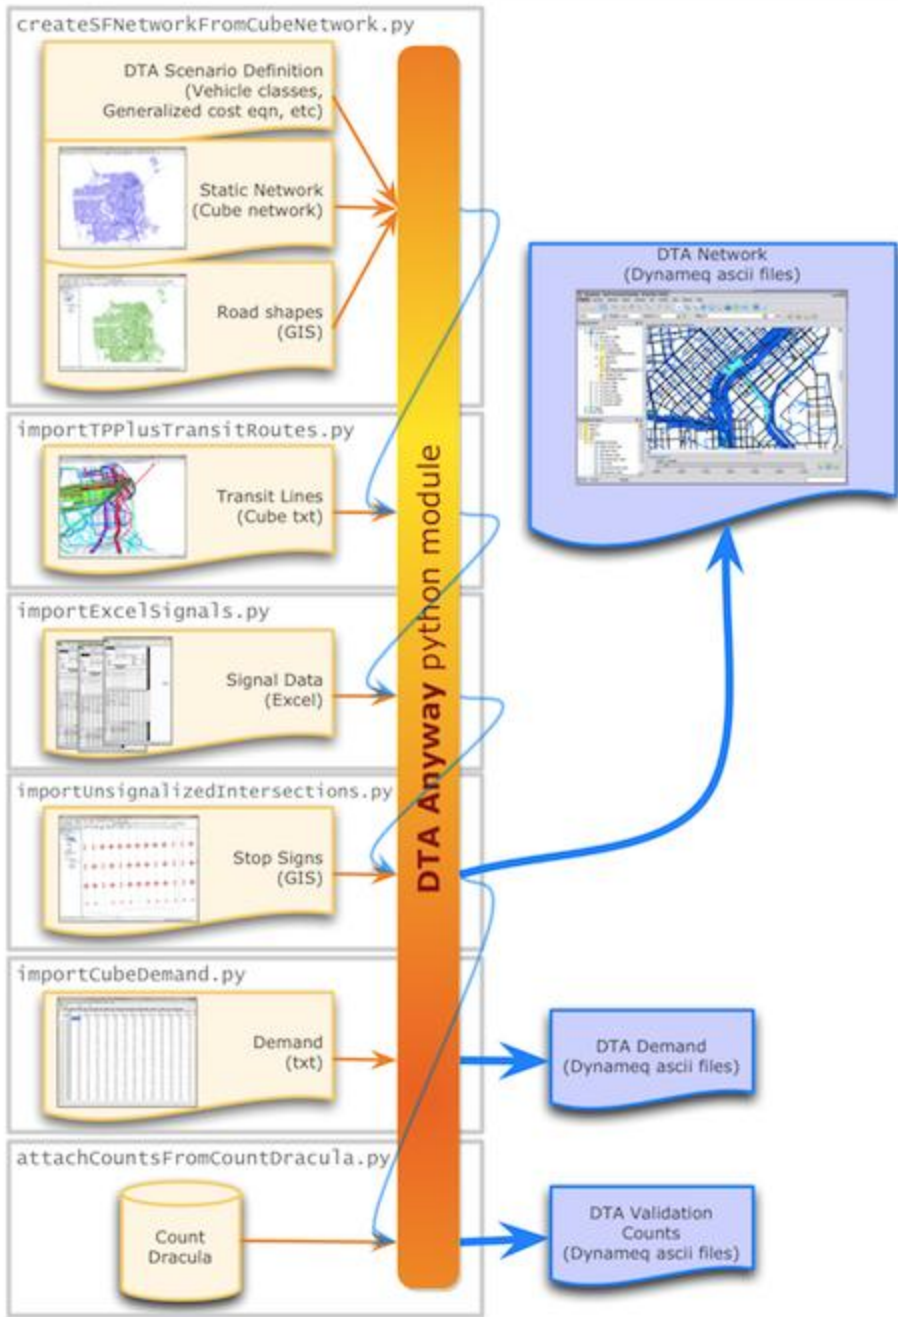 createSFNetworkFromCubeNetwork.py
DTA Scenario Definition
(Vehicle classes,
Generalized cost eqn, etc)
Static Network
(Cube network)
Road shapes
(GIS)
importTPPlusTransitRoutes.py
Transit Lines
(Cube txt)
importExcelSignals.py
Signal Data
(Excel)
importUnsignalizedIntersections.py
Stop Signs
(GIS)
importCubeDemand.py
Demand
(txt)
attachCountsFromCountDracula.py
Count
Dracula
DTA Anyway python module
DTA Network
(Dynameq ascii files)
DTA Demand
(Dynameq ascii files)
DTA Validation
Counts
(Dynameq ascii files)